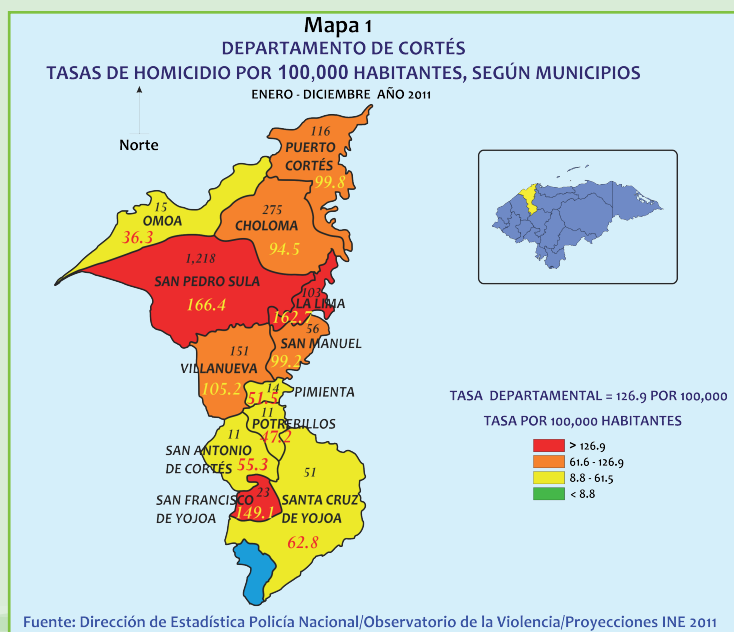 Mapa 1
DEPARTAMENTO DE CORTÉS
TASAS DE HOMICIDIO POR 100,000 HABITANTES, SEGÚN MUNICIPIOS
ENERO - DICIEMBRE AÑO 2011
Norte
116
PUERTO
CORTÉS
99.8
15
OMOA
36.3
275
CHOLOMA
94.5
1,218
SAN PEDRO SULA
166.4
103
LA LIMA
162.7
56
SAN MANUEL
99.2
151
VILLANUEVA
105.2
14
PIMIENTA
51.5
11
POTRERILLOS
47.2
11
SAN ANTONIO
DE CORTÉS
55.3
23
SAN FRANCISCO
DE YOJOA
149.1
51
SANTA CRUZ
DE YOJOA
62.8
TASA DEPARTAMENTAL = 126.9 POR 100,000
TASA POR 100,000 HABITANTES
> 126.9
61.6 - 126.9
8.8 - 61.5
< 8.8
Fuente: Dirección de Estadística Policía Nacional/Observatorio de la Violencia/Proyecciones INE 2011